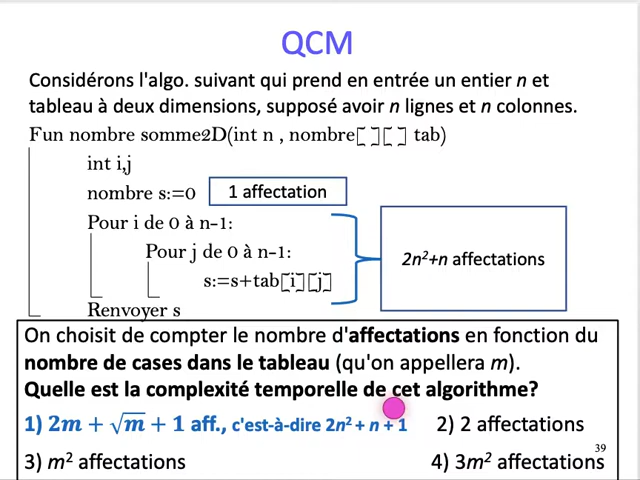 QCM
Considérons l'algo. suivant qui prend en entrée un entier n et
tableau à deux dimensions, supposé avoir n lignes et n colonnes.
Fun nombre somme2D(int n , nombre[ ][ ] tab)
int i,j
nombre s:=0
1 affectation
Pour i de 0 à n-1:
Pour j de 0 à n-1:
s:=s+tab[i][j]
2n²+n affectations
Renvoyer s
On choisit de compter le nombre d'affectations en fonction du
nombre de cases dans le tableau (qu'on appellera m).
Quelle est la complexité temporelle de cet algorithme?
1) 2m + √m + 1 aff., c'est-à-dire 2n² + n + 1
2) 2 affectations
3) m² affectations
4) 3m² affectations
39